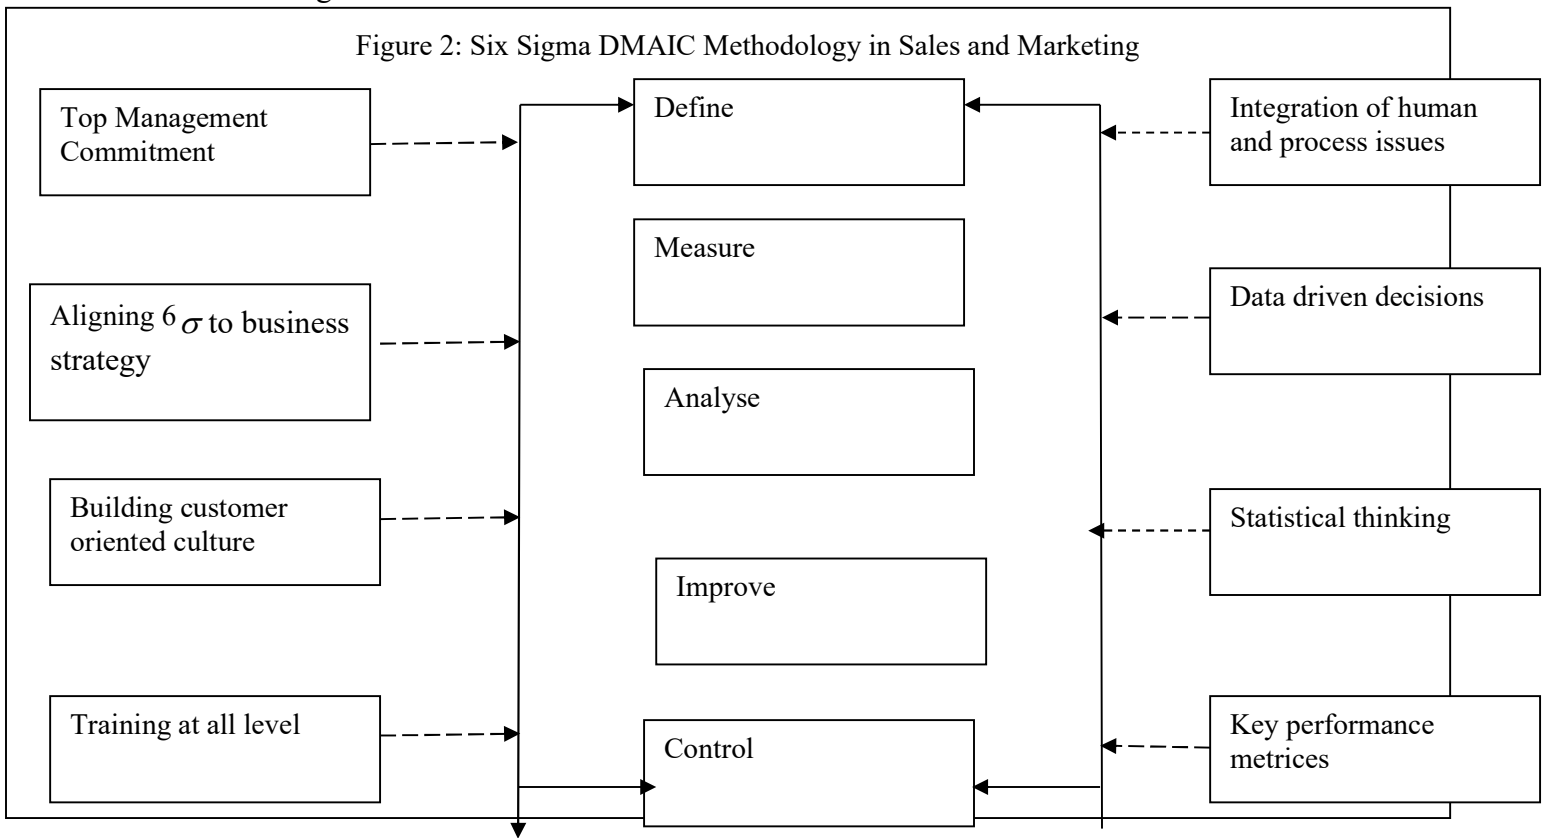 Figure 2: Six Sigma DMAIC Methodology in Sales and Marketing
Top Management
Commitment
Aligning 6 σ to business
strategy
Building customer
oriented culture
Training at all level
Define
Measure
Analyse
Improve
Control
Integration of human
and process issues
Data driven decisions
Statistical thinking
Key performance
metrices